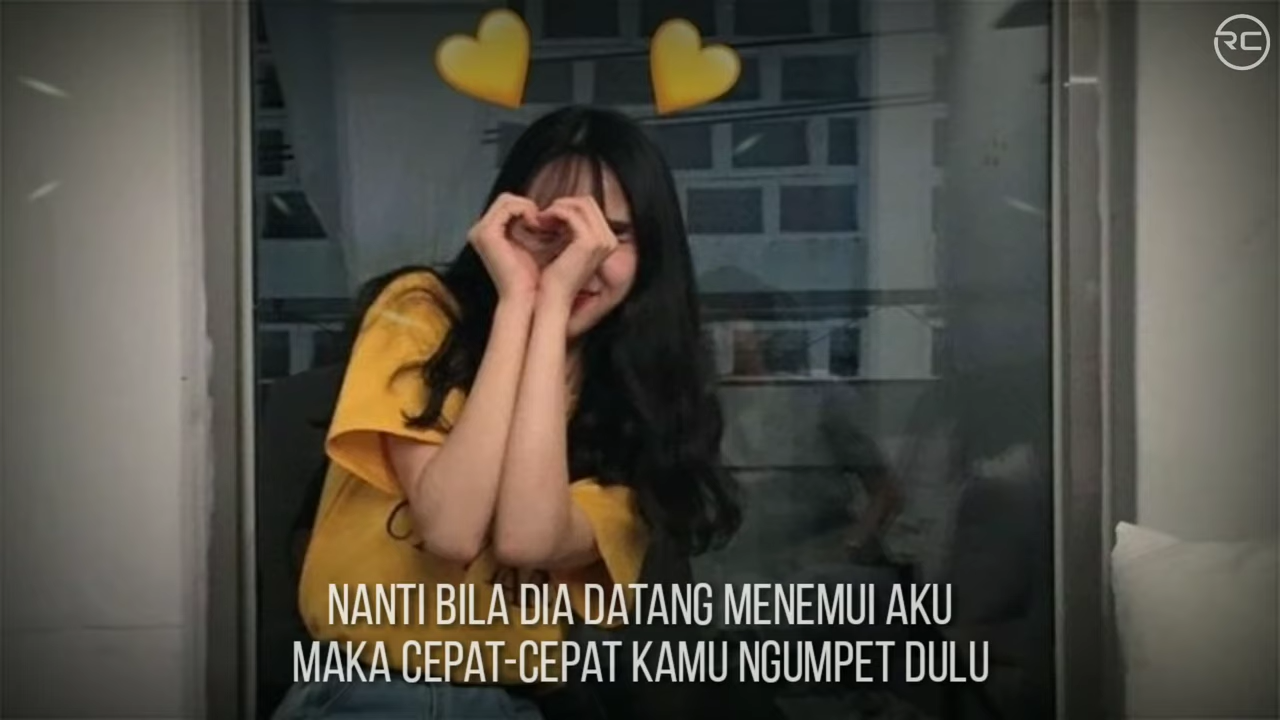 RC
NANTI BILA DIA DATANG MENEMUI AKU
MAKA CEPAT-CEPAT KAMU NGUMPET DULU